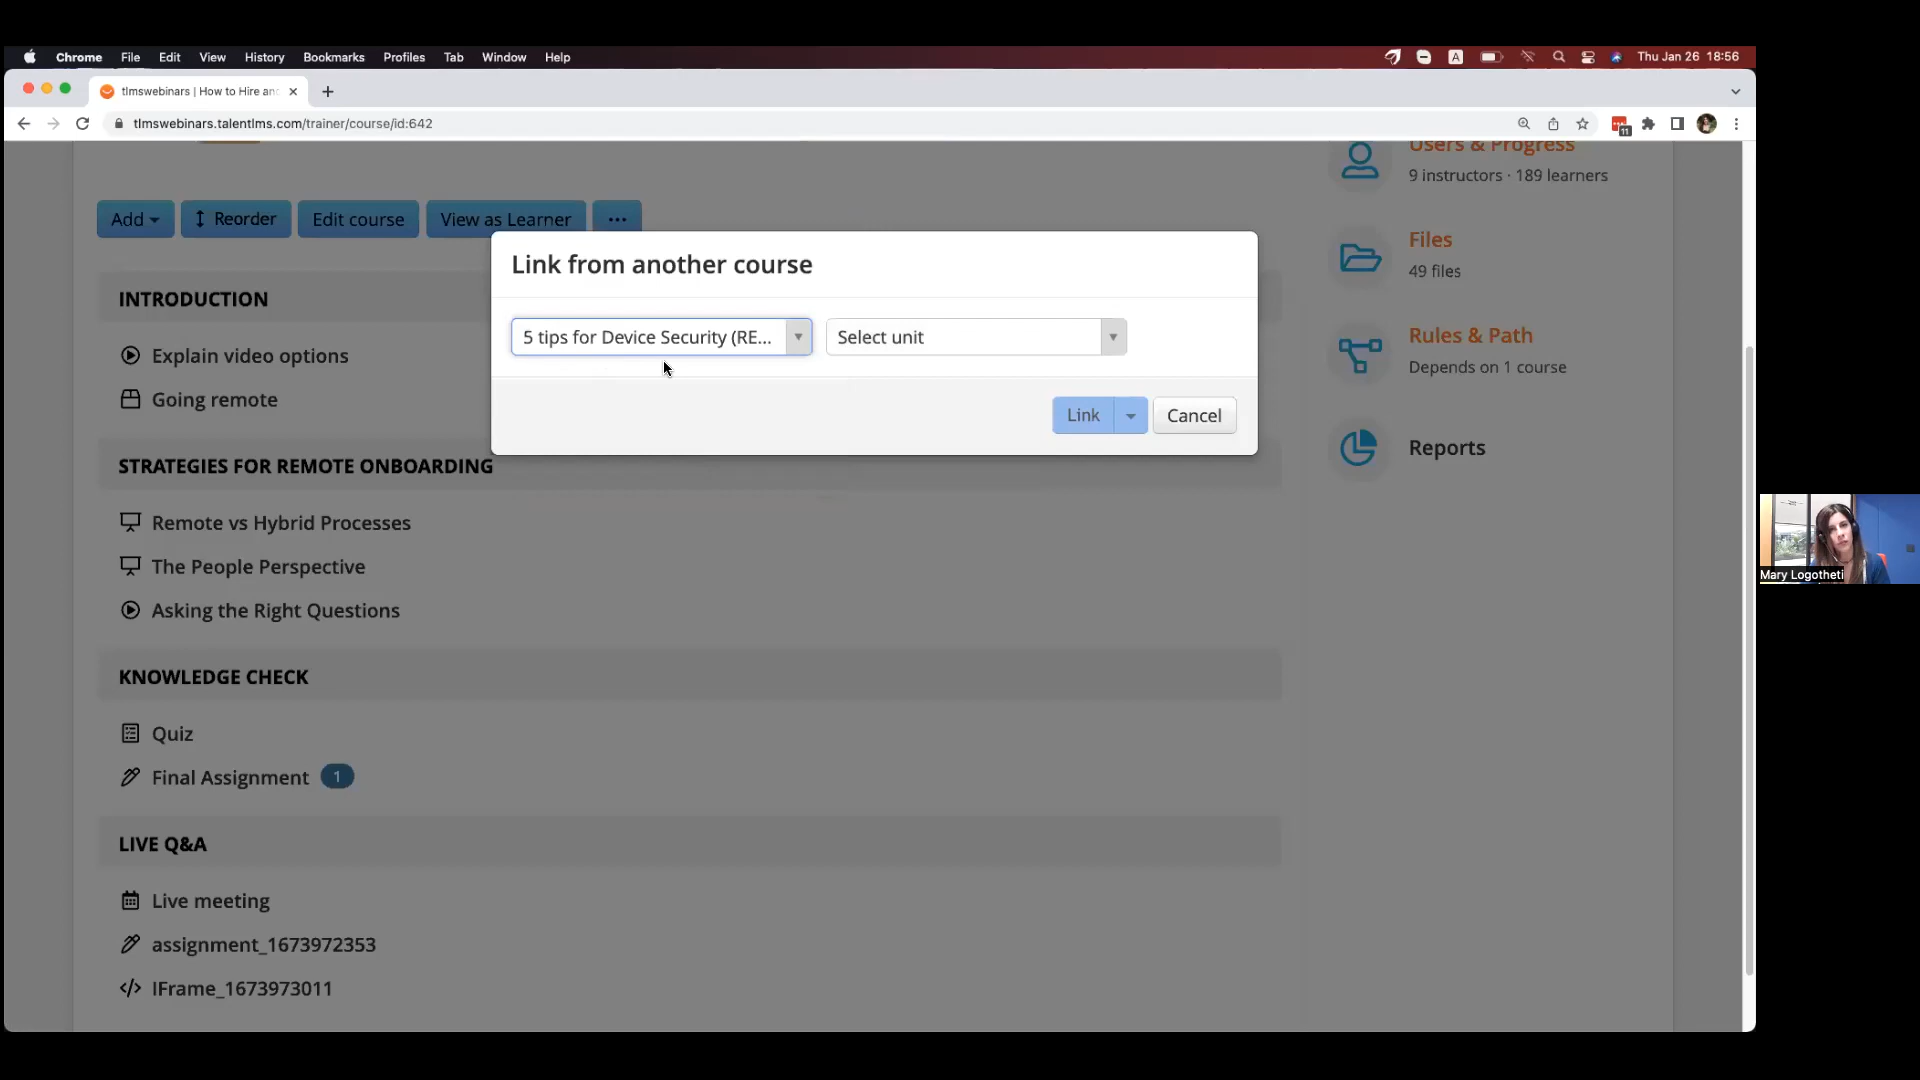 Chrome File Edit View History Bookmarks Profiles Tab Window Help
A
Thu Jan 26 18:56
tlmswebinars | How to Hire and
tlmswebinars.talentlms.com/trainer/course/id:642
11
Users & Progress
9 instructors · 189 learners
Add
Reorder
Edit course
View as Learner
...
Files
49 files
Link from another course
INTRODUCTION
5 tips for Device Security (RE...
Select unit
Rules & Path
Depends on 1 course
Explain video options
Going remote
Link
Cancel
Reports
STRATEGIES FOR REMOTE ONBOARDING
Remote vs Hybrid Processes
The People Perspective
Asking the Right Questions
Mary Logotheti
KNOWLEDGE CHECK
Quiz
Final Assignment 1
LIVE Q&A
Live meeting
assignment_1673972353
IFrame_1673973011